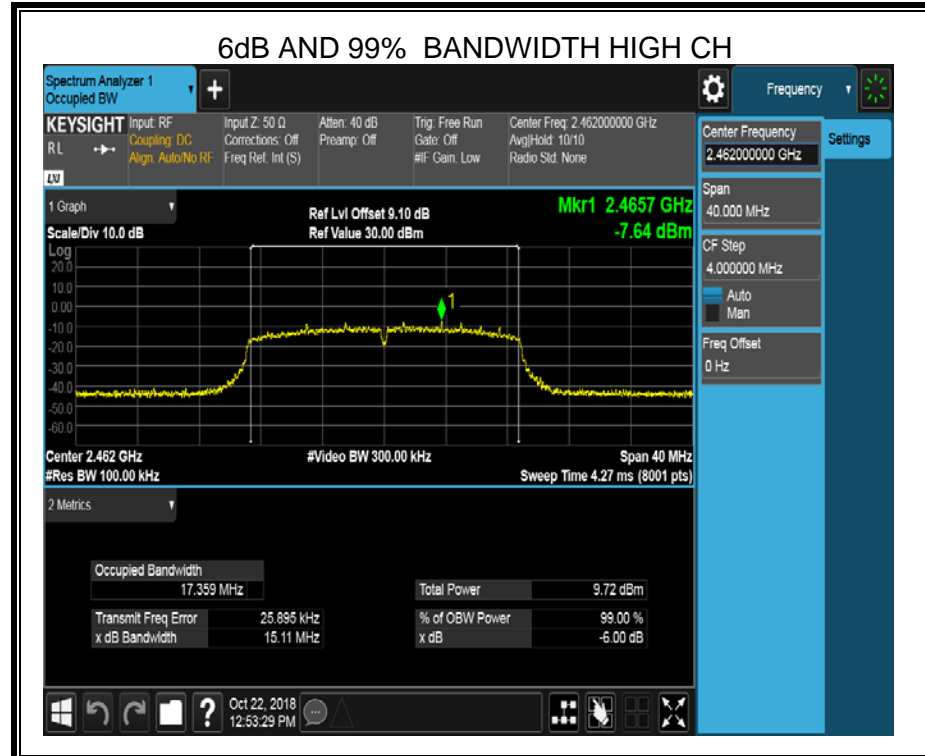 6dB AND 99% BANDWIDTH HIGH CH
Spectrum Analyzer 1
Occupied BW
+
Frequency
KEYSIGHT
RL
LXI
Input: RF
Coupling: DC
Align: Auto/No RF
Input Z: 50 Ω
Corrections: Off
Freq Ref: Int (S)
Atten: 40 dB
Preamp: Off
Trig: Free Run
Gate: Off
#IF Gain: Low
Center Freq: 2.462000000 GHz
Avg|Hold: 10/10
Radio Std: None
Center Frequency
2.462000000 GHz
Settings
Span
40.000 MHz
CF Step
4.000000 MHz
Auto
Man
Freq Offset
0 Hz
1 Graph
Scale/Div 10.0 dB
Ref Lvl Offset 9.10 dB
Ref Value 30.00 dBm
Mkr1 2.4657 GHz
-7.64 dBm
Log
20.0
10.0
0.00
-10.0
-20.0
-30.0
-40.0
-50.0
-60.0
1
Center 2.462 GHz
#Res BW 100.00 kHz
#Video BW 300.00 kHz
Span 40 MHz
Sweep Time 4.27 ms (8001 pts)
2 Metrics
Occupied Bandwidth
17.359 MHz
Total Power 9.72 dBm
Transmit Freq Error 25.895 kHz
% of OBW Power 99.00 %
x dB Bandwidth 15.11 MHz
x dB -6.00 dB
?
Oct 22, 2018
12:53:29 PM